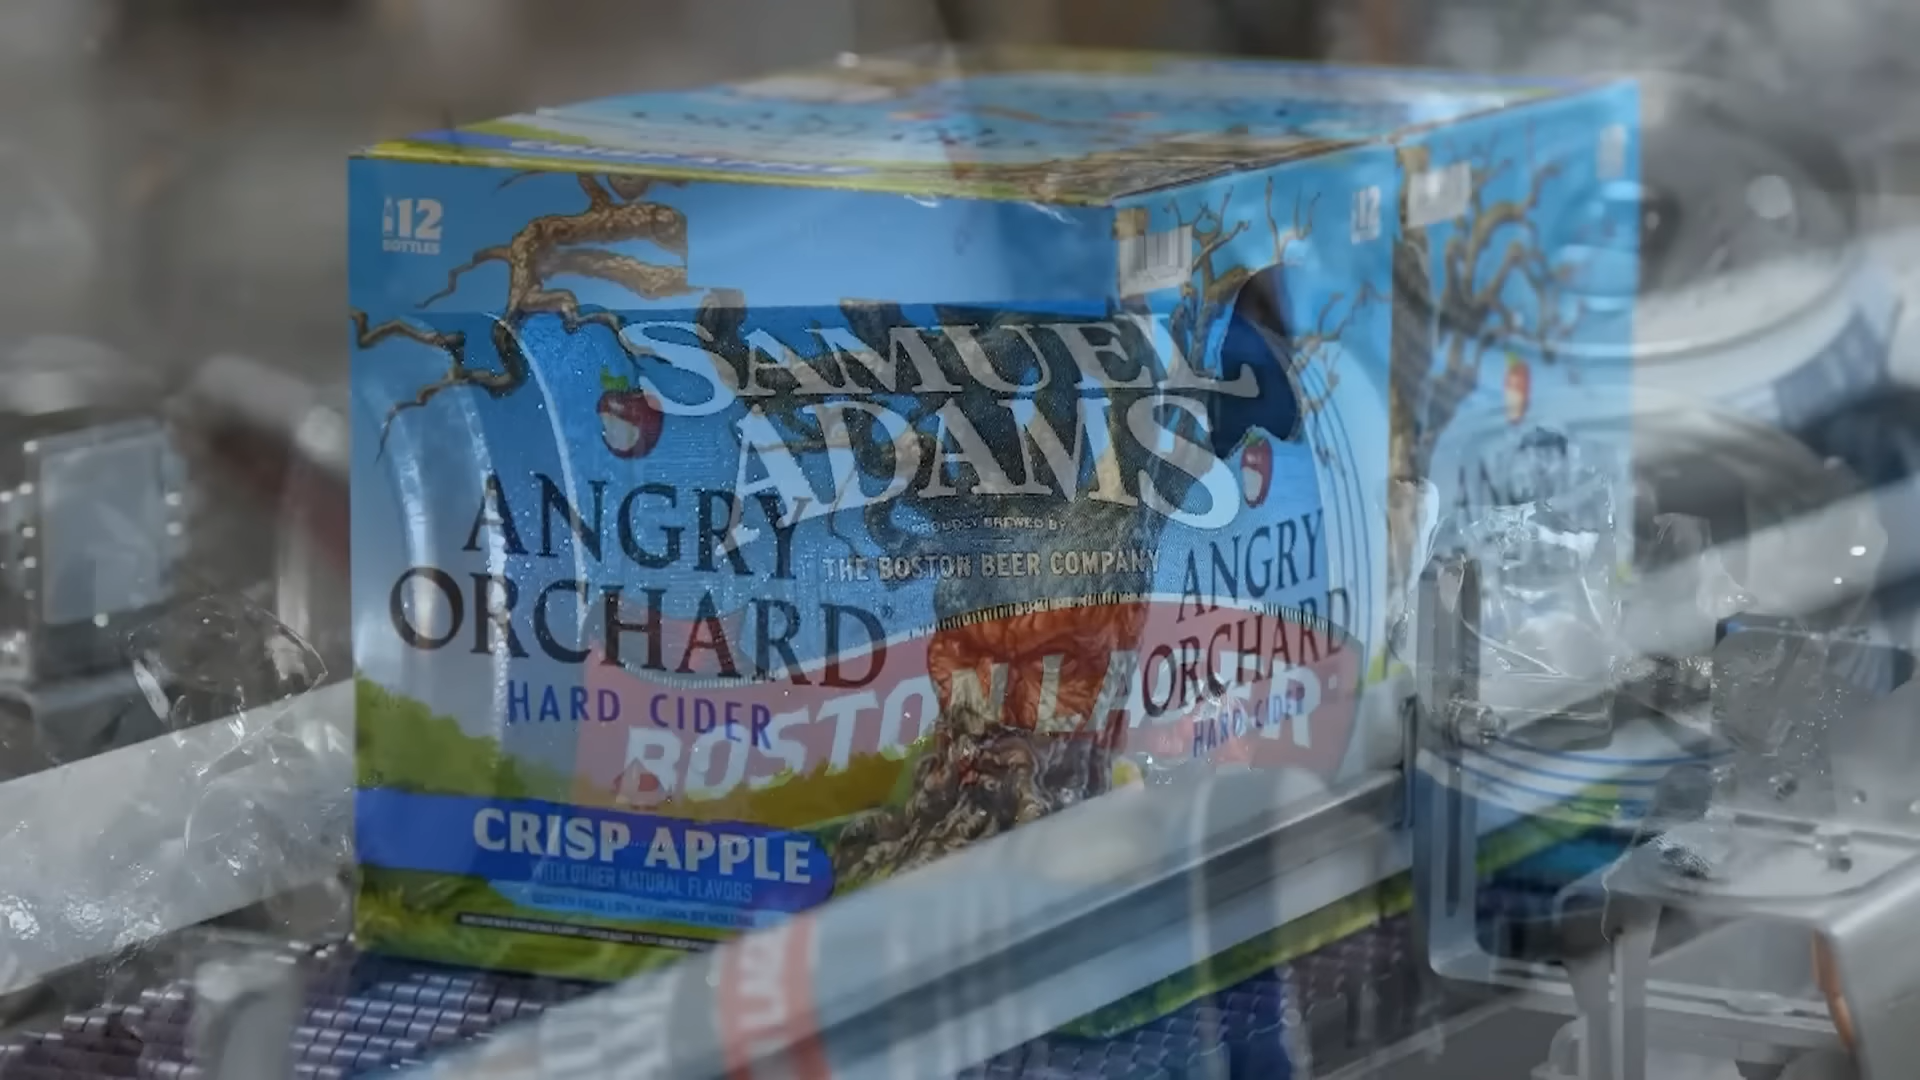 12
BOTTLES
SAMUEL
ADAMS
PROUDLY BREWED BY
THE BOSTON BEER COMPANY
BOSTON LAGER
ANGRY
ORCHARD
HARD CIDER
CRISP APPLE
WITH OTHER NATURAL FLAVORS
12
ANGRY
ORCHARD
HARD CIDER